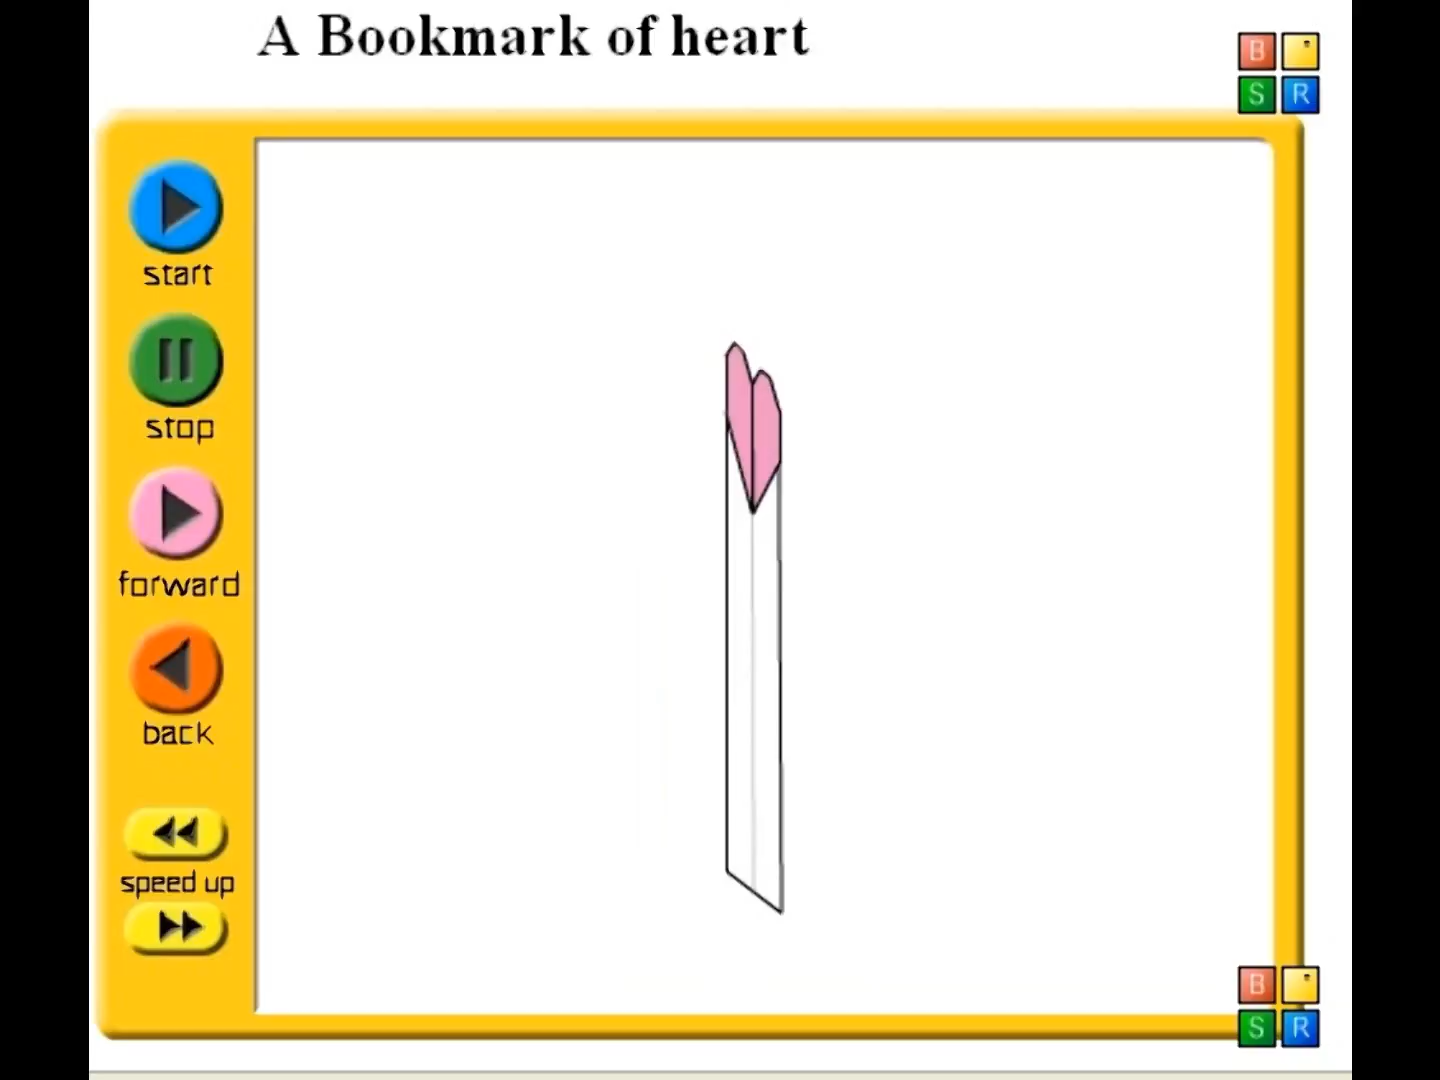 A Bookmark of heart
B
S R
start
stop
forward
back
speed up
B
S R